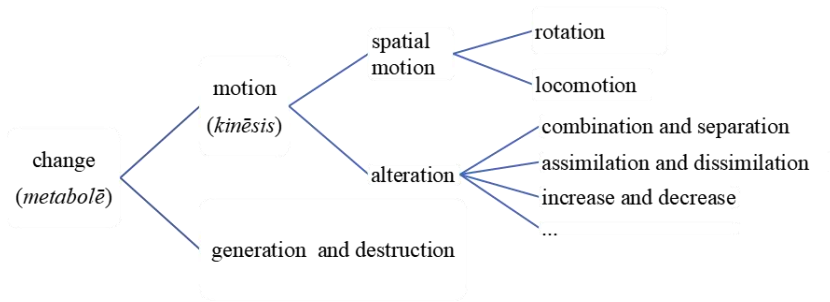 change
(metabolē)
motion
(kinēsis)
generation and destruction
spatial
motion
alteration
rotation
locomotion
combination and separation
assimilation and dissimilation
increase and decrease
...